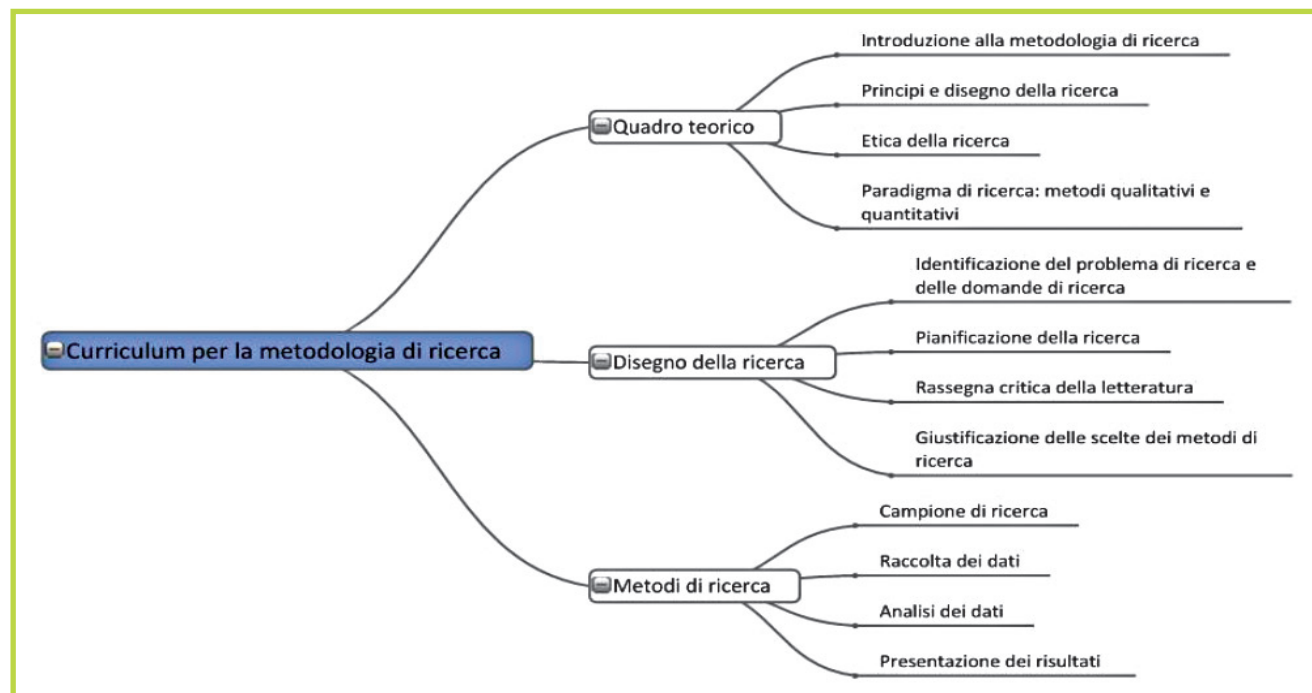 Curriculum per la metodologia di ricerca
Quadro teorico
Introduzione alla metodologia di ricerca
Principi e disegno della ricerca
Etica della ricerca
Paradigma di ricerca: metodi qualitativi e
quantitativi
Disegno della ricerca
Identificazione del problema di ricerca e
delle domande di ricerca
Pianificazione della ricerca
Rassegna critica della letteratura
Giustificazione delle scelte dei metodi di
ricerca
Metodi di ricerca
Campione di ricerca
Raccolta dei dati
Analisi dei dati
Presentazione dei risultati